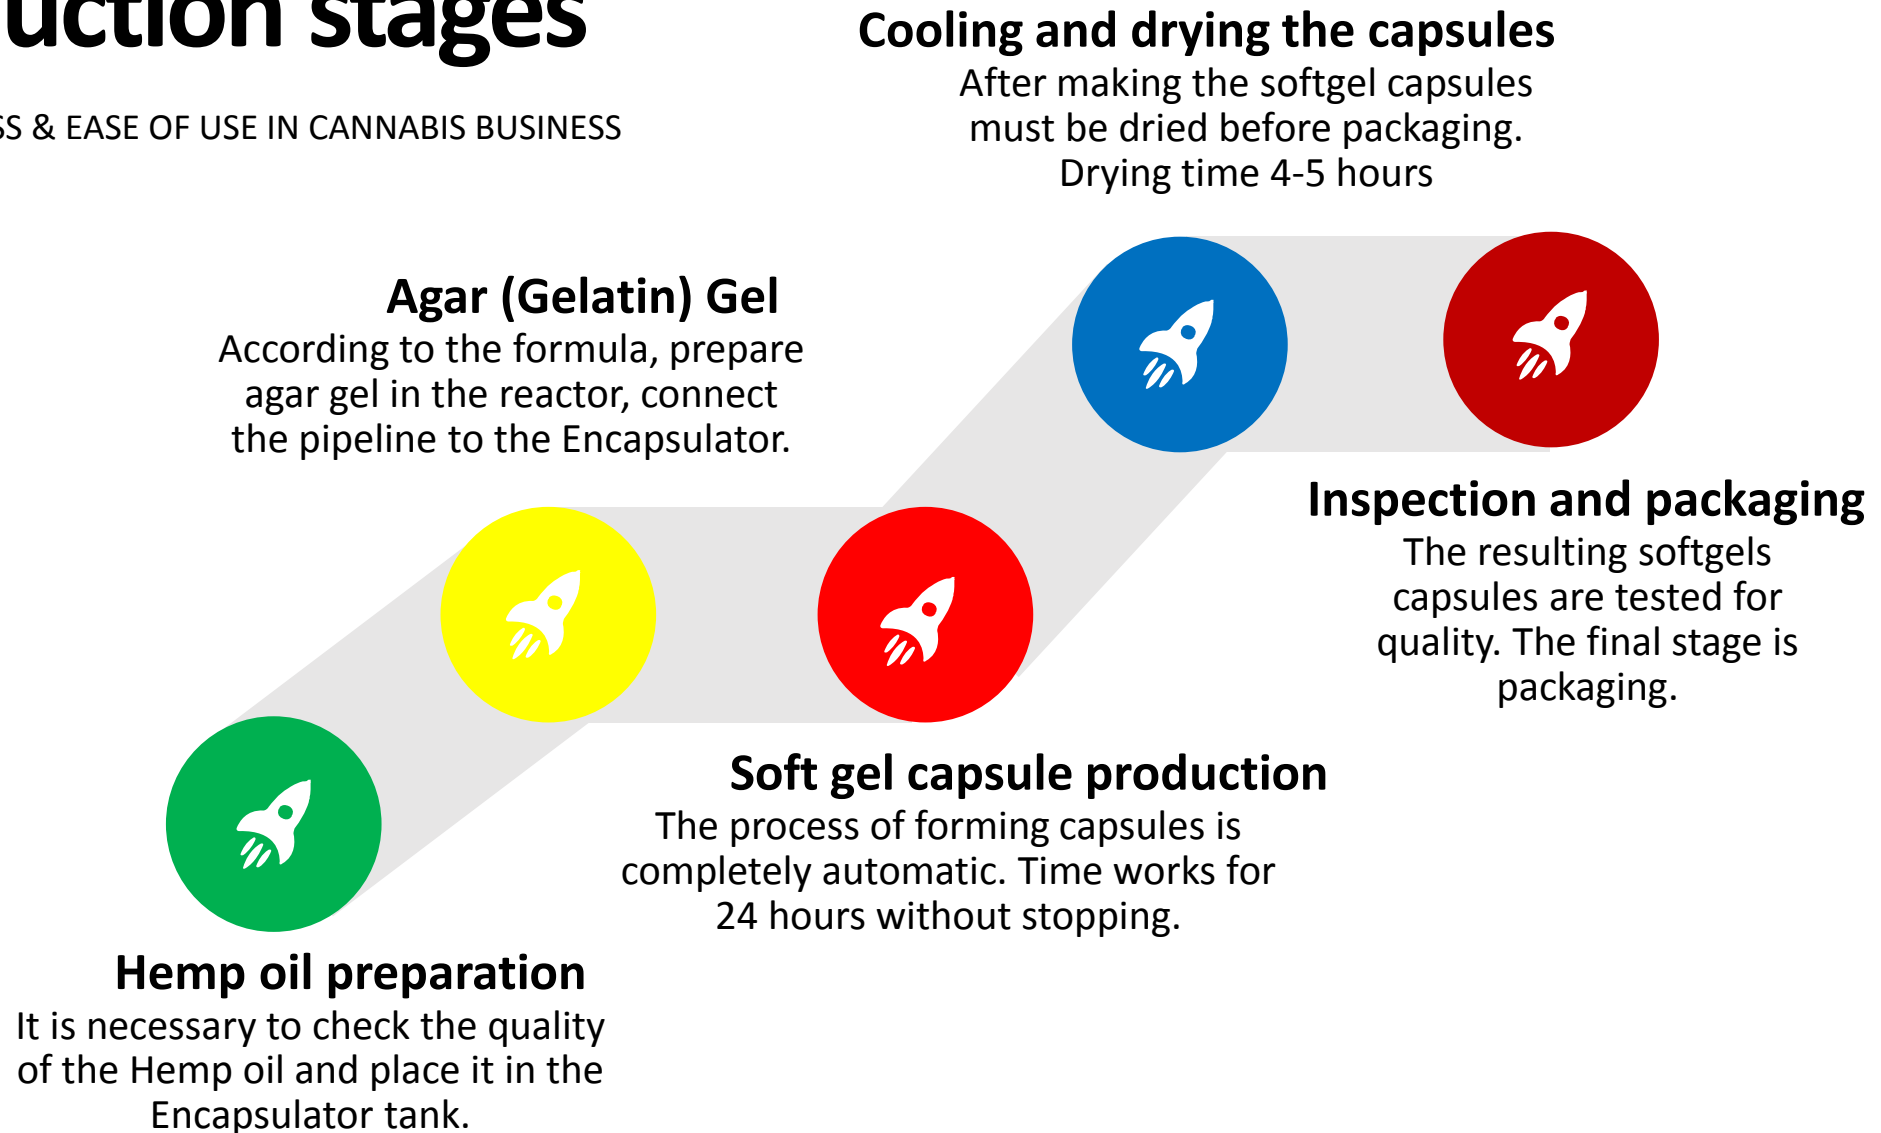 uction stages
SS & EASE OF USE IN CANNABIS BUSINESS
Cooling and drying the capsules
After making the softgel capsules
must be dried before packaging.
Drying time 4-5 hours
Agar (Gelatin) Gel
According to the formula, prepare
agar gel in the reactor, connect
the pipeline to the Encapsulator.
Inspection and packaging
The resulting softgels
capsules are tested for
quality. The final stage is
packaging.
Soft gel capsule production
The process of forming capsules is
completely automatic. Time works for
24 hours without stopping.
Hemp oil preparation
It is necessary to check the quality
of the Hemp oil and place it in the
Encapsulator tank.